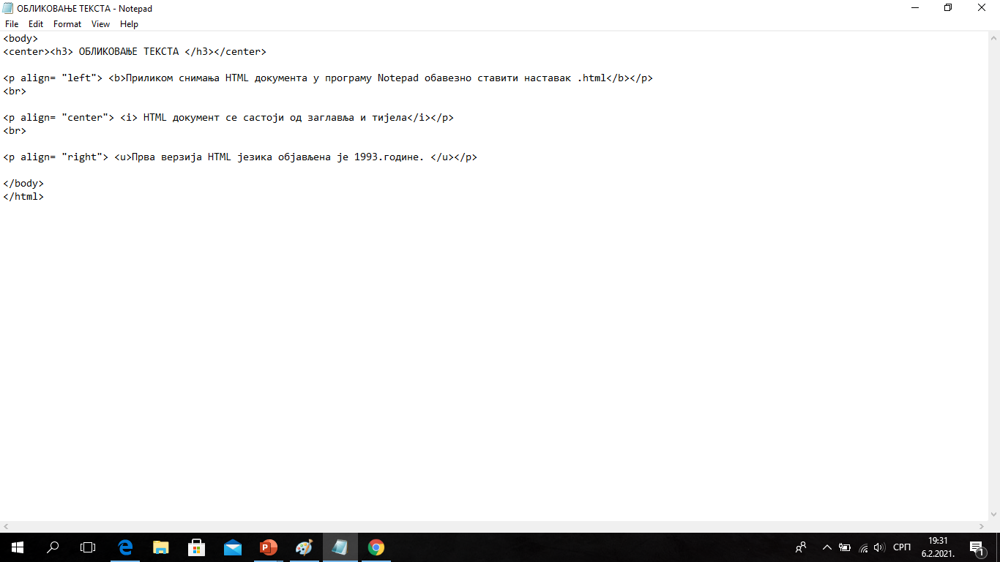 ОБЛИКОВАЊЕ ТЕКСТА - Notepad
File Edit Format View Help
<body>
<center><h3> ОБЛИКОВАЊЕ ТЕКСТА </h3></center>
<p align= "left"> <b>Приликом снимања HTML документа у програму Notepad обавезно ставити наставак .html</b></p>
<br>
<p align= "center"> <i> HTML документ се састоји од заглавља и тијела</i></p>
<br>
<p align= "right"> <u>Прва верзија HTML језика објављена је 1993.године. </u></p>
</body>
</html>
СРП
19:31
6.2.2021.
1